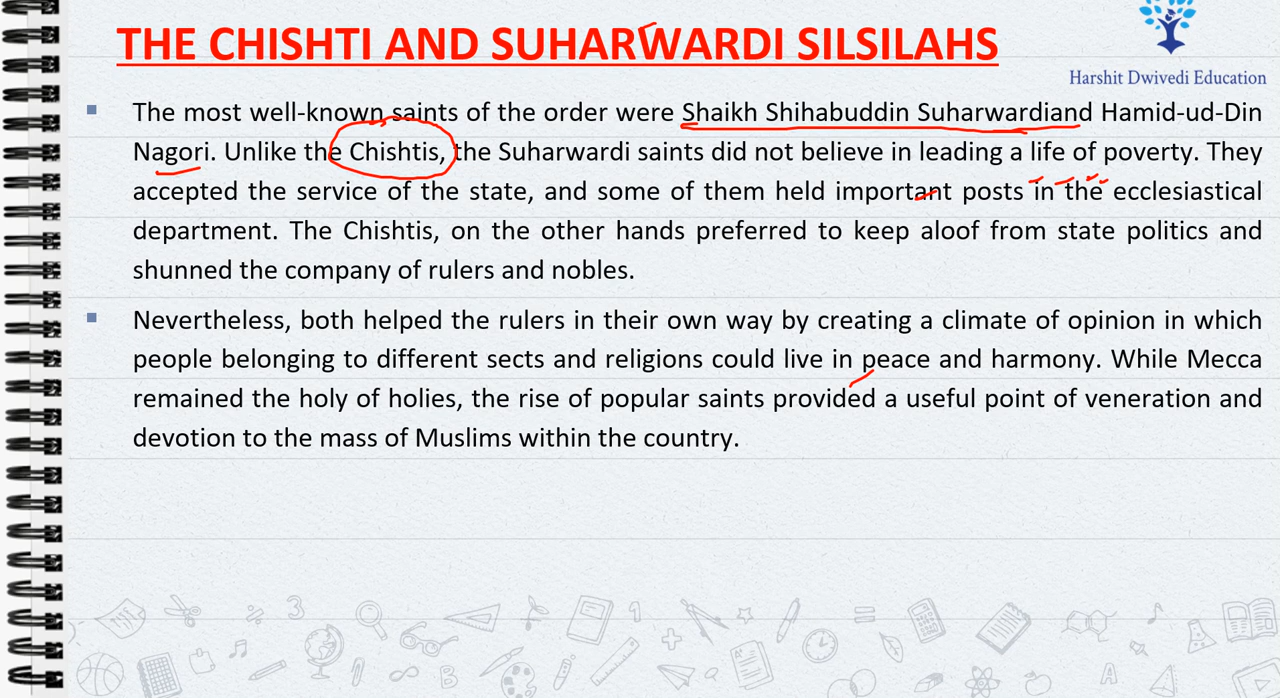 THE CHISHTI AND SUHARWARDI SILSILAHS
Harshit Dwivedi Education
▪ The most well-known saints of the order were Shaikh Shihabuddin Suharwardiand Hamid-ud-Din
Nagori. Unlike the Chishtis, the Suharwardi saints did not believe in leading a life of poverty. They
accepted the service of the state, and some of them held important posts in the ecclesiastical
department. The Chishtis, on the other hands preferred to keep aloof from state politics and
shunned the company of rulers and nobles.
▪ Nevertheless, both helped the rulers in their own way by creating a climate of opinion in which
people belonging to different sects and religions could live in peace and harmony. While Mecca
remained the holy of holies, the rise of popular saints provided a useful point of veneration and
devotion to the mass of Muslims within the country.